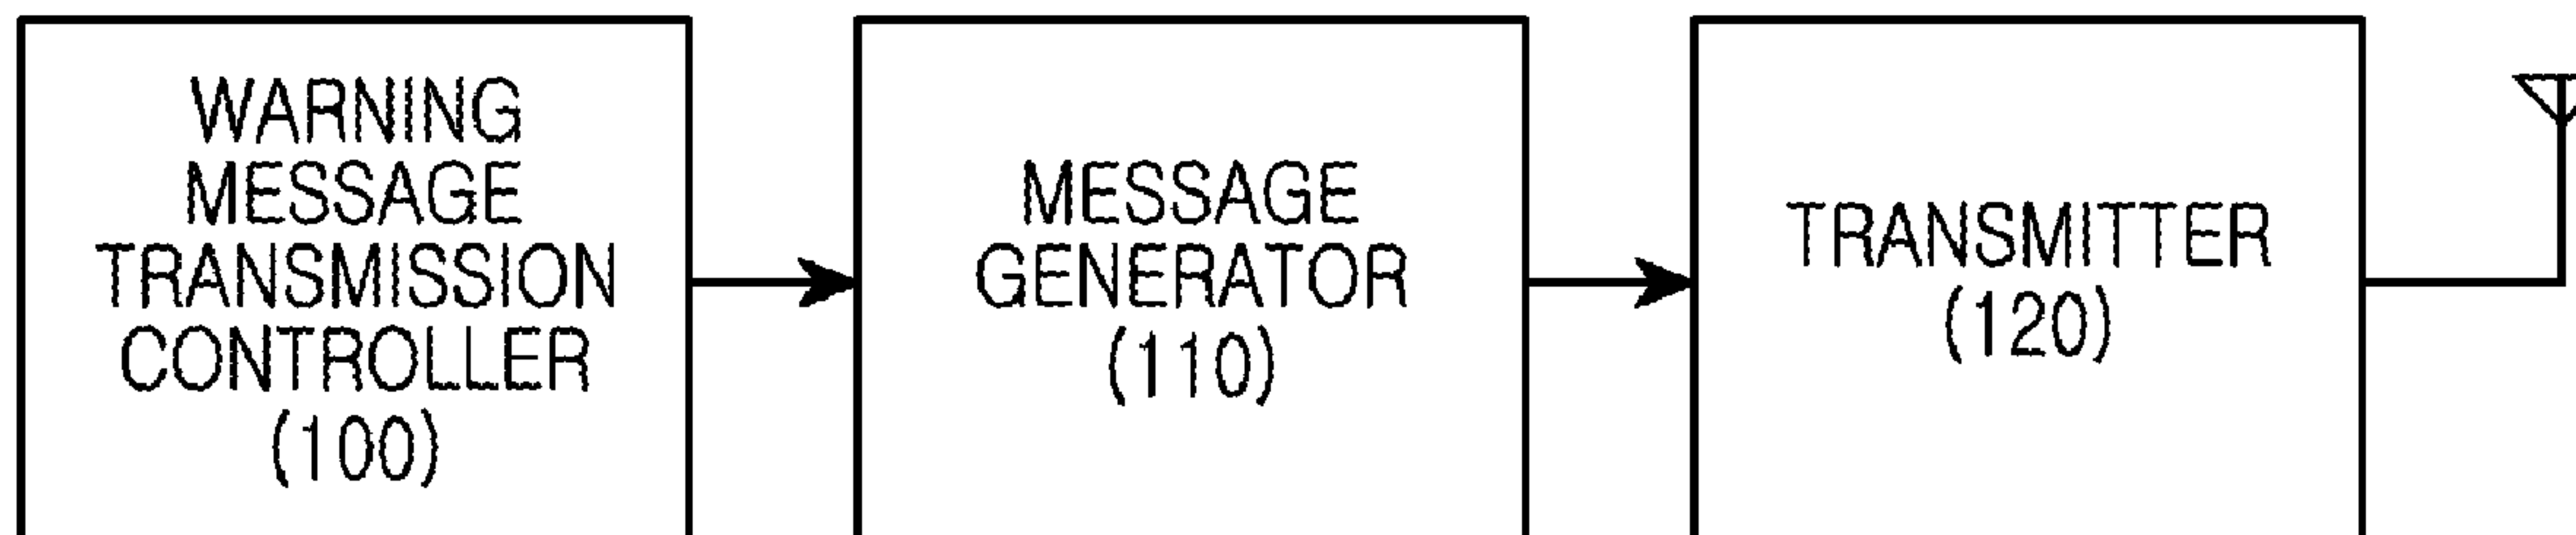 WARNING
MESSAGE
TRANSMISSION
CONTROLLER
(100)
MESSAGE
GENERATOR
(110)
TRANSMITTER
(120)